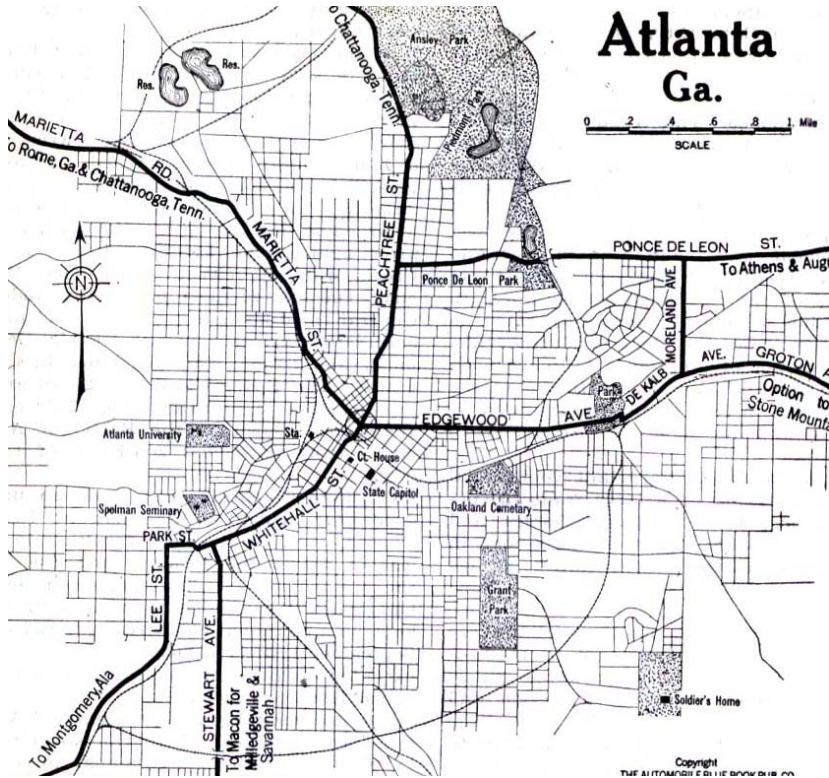 Atlanta
Ga.
0 .2 .4 .6 .8 1. Mile
SCALE
To Chattanooga, Tenn.
Ansley Park
Piedmont Park
Res.
Res.
MARIETTA RD.
To Rome, Ga. & Chattanooga, Tenn.
MARIETTA ST.
PEACHTREE ST.
N
PONCE DE LEON ST.
To Athens & Augu
Ponce De Leon Park
MORELAND AVE.
DE KALB AVE.
GROTON A
Option to
Stone Mounta
Park
EDGEWOOD AVE.
Atlanta University
Sta.
Ct. House
State Capitol
Oakland Cemetary
Spelman Seminary
WHITEHALL ST.
PARK ST.
LEE ST.
STEWART AVE.
Grant
Park
Soldier's Home
To Montgomery, Ala
To Macon for
Milledgeville &
Savannah
Copyright
THE AUTOMOBILE BLUE BOOK PUB. CO.